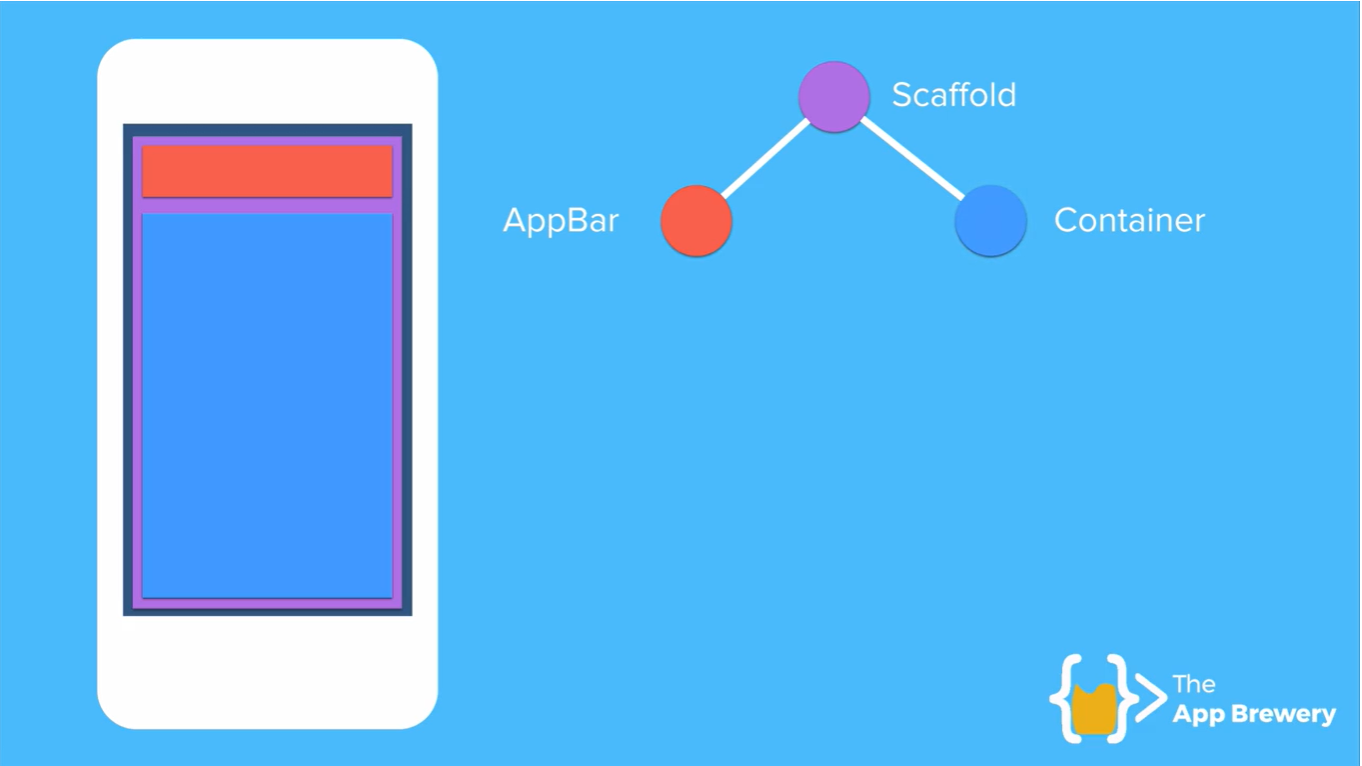 Scaffold
AppBar
Container
The
App Brewery